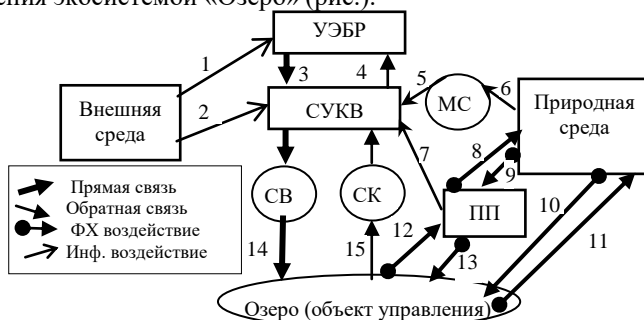 ения экосистемой «Озеро» (рис.).
УЭБР
1
3
4
5
6
2
Внешняя
среда
СУКВ
МС
Природная
среда
7
8
9
Прямая связь
Обратная связь
ФХ воздействие
Инф. воздействие
СВ
СК
ПП
10
11
12
13
14
15
Озеро (объект управления)